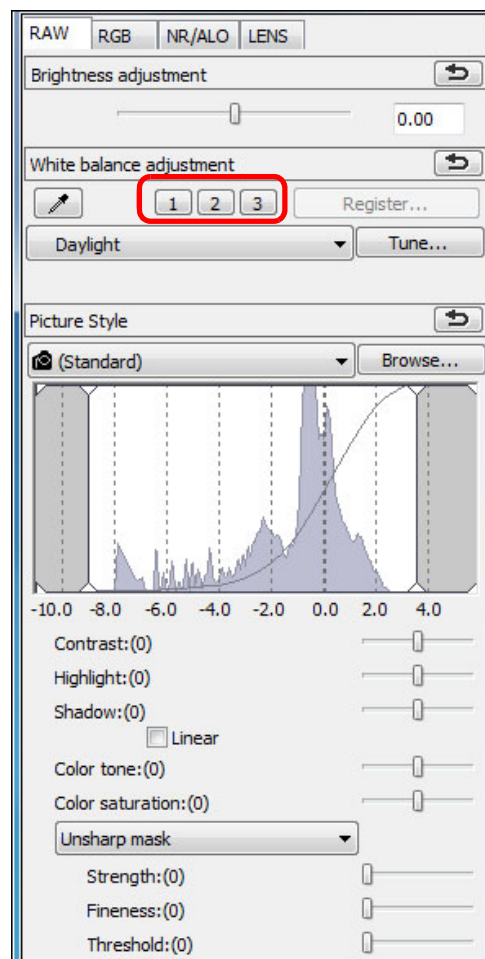 RAW RGB NR/ALO LENS
Brightness adjustment
0.00
White balance adjustment
1 2 3 Register...
Daylight Tune...
Picture Style
(Standard) Browse...
-10.0 -8.0 -6.0 -4.0 -2.0 0.0 2.0 4.0
Contrast:(0)
Highlight:(0)
Shadow:(0)
Linear
Color tone:(0)
Color saturation:(0)
Unsharp mask
Strength:(0)
Fineness:(0)
Threshold:(0)